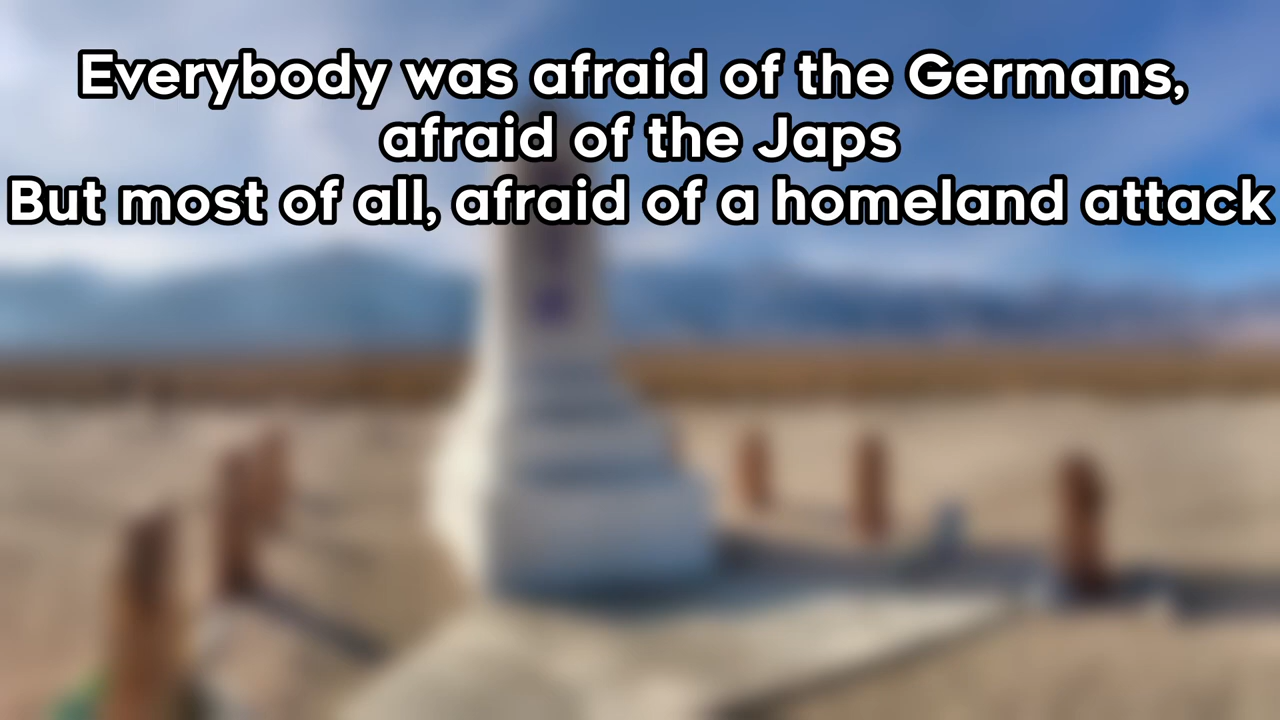 Everybody was afraid of the Germans,
afraid of the Japs
But most of all, afraid of a homeland attack